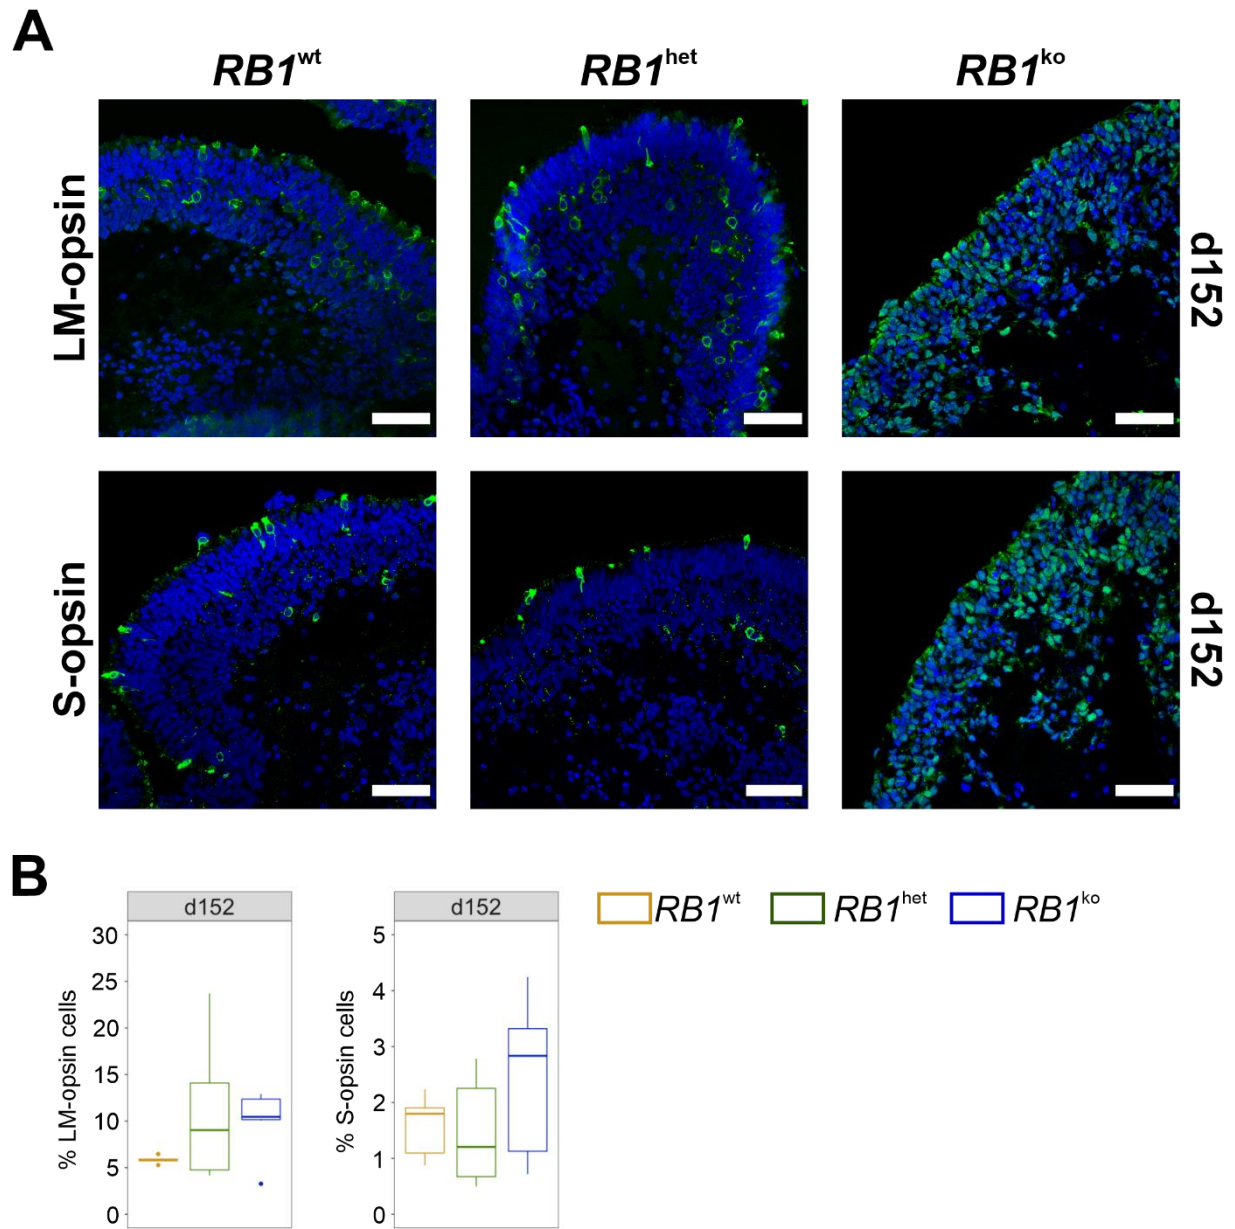 A
RB1wt RB1het RB1ko
LM-opsin
d152
S-opsin
d152
B
d152
30
25
20
15
10
5
0
% LM-opsin cells
d152
5
4
3
2
1
0
% S-opsin cells
RB1wt RB1het RB1ko